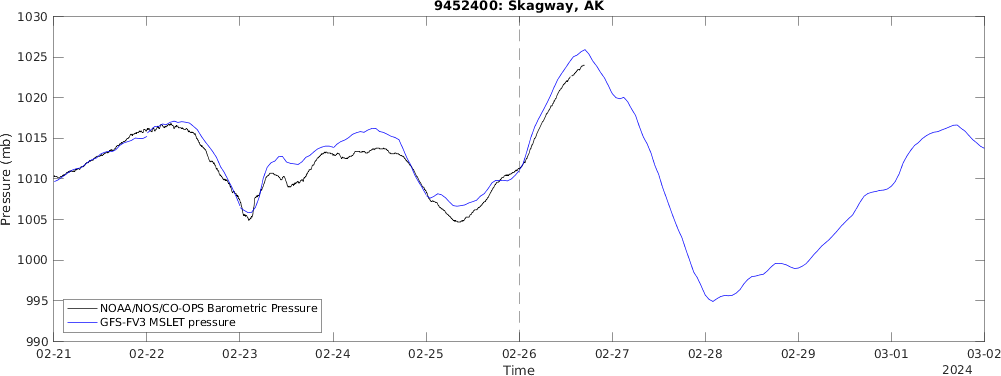 9452400: Skagway, AK
1030
1025
1020
1015
1010
1005
1000
995
990
Pressure (mb)
NOAA/NOS/CO-OPS Barometric Pressure
GFS-FV3 MSLET pressure
02-21 02-22 02-23 02-24 02-25 02-26 02-27 02-28 02-29 03-01 03-02
Time
2024